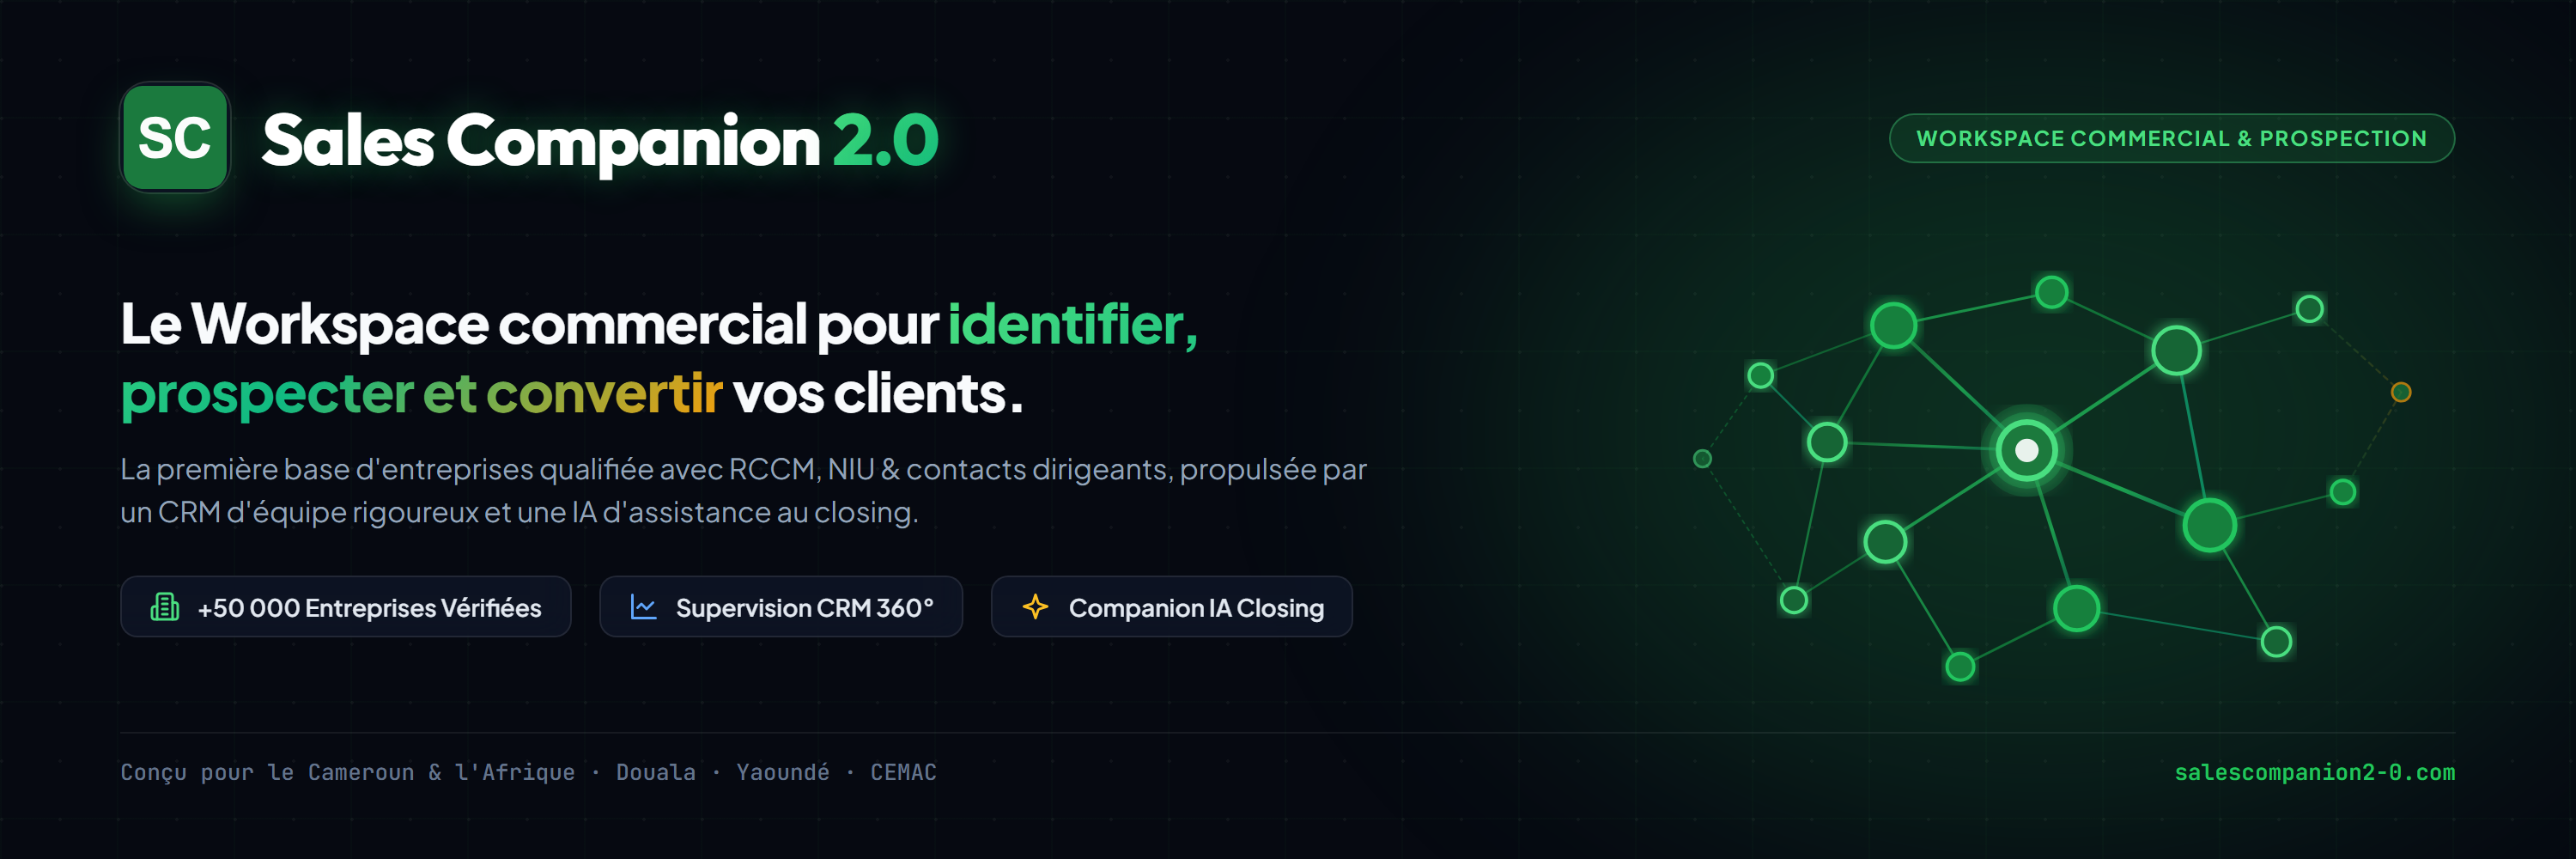 SC
Sales Companion 2.0
WORKSPACE COMMERCIAL & PROSPECTION
Le Workspace commercial pour identifier,
prospecter et convertir vos clients.
La première base d'entreprises qualifiée avec RCCM, NIU & contacts dirigeants, propulsée par
un CRM d'équipe rigoureux et une IA d'assistance au closing.
+50 000 Entreprises Vérifiées
Supervision CRM 360°
Companion IA Closing
Conçu pour le Cameroun & l'Afrique · Douala · Yaoundé · CEMAC
salescompanion2-0.com